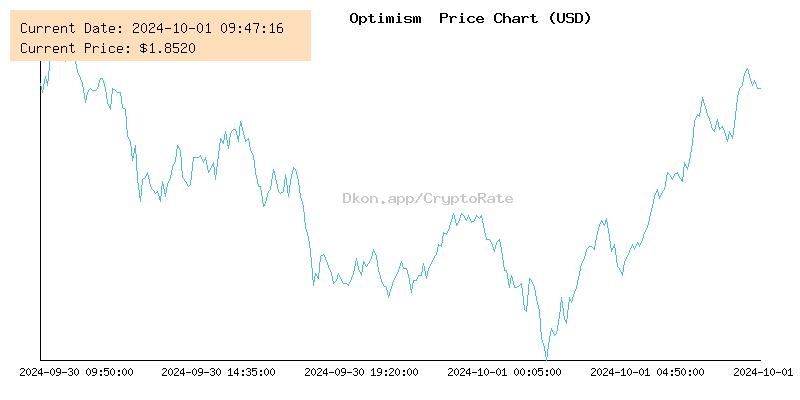 Optimism  Price Chart (USD)
Current Date: 2024-10-01 09:47:16
Current Price: $1.8520
Dkon.app/CryptoRate
2024-09-30 09:50:00 2024-09-30 14:35:00 2024-09-30 19:20:00 2024-10-01 00:05:00 2024-10-01 04:50:00 2024-10-01